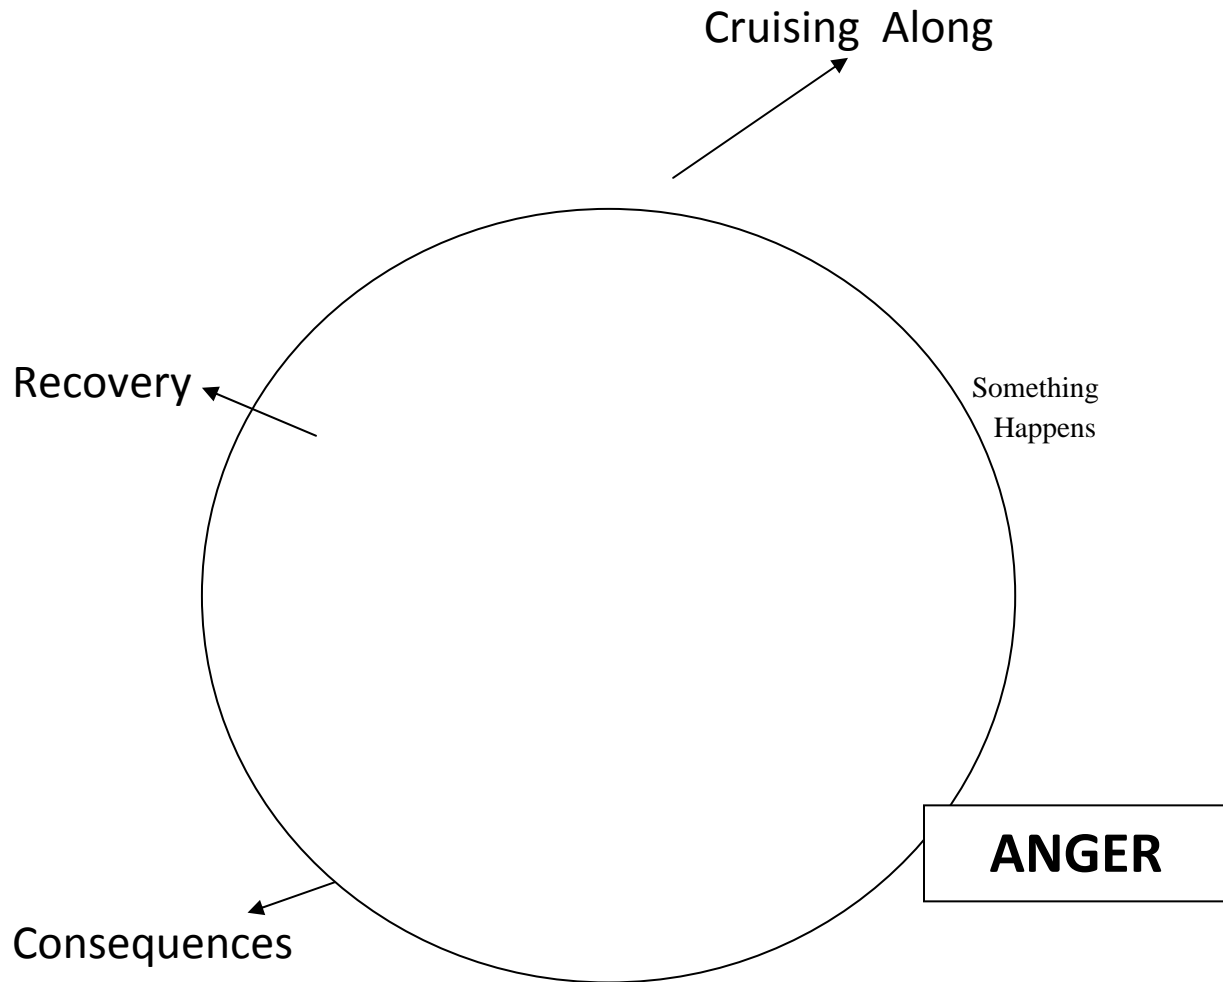 Cruising Along
Recovery
Something
Happens
ANGER
Consequences